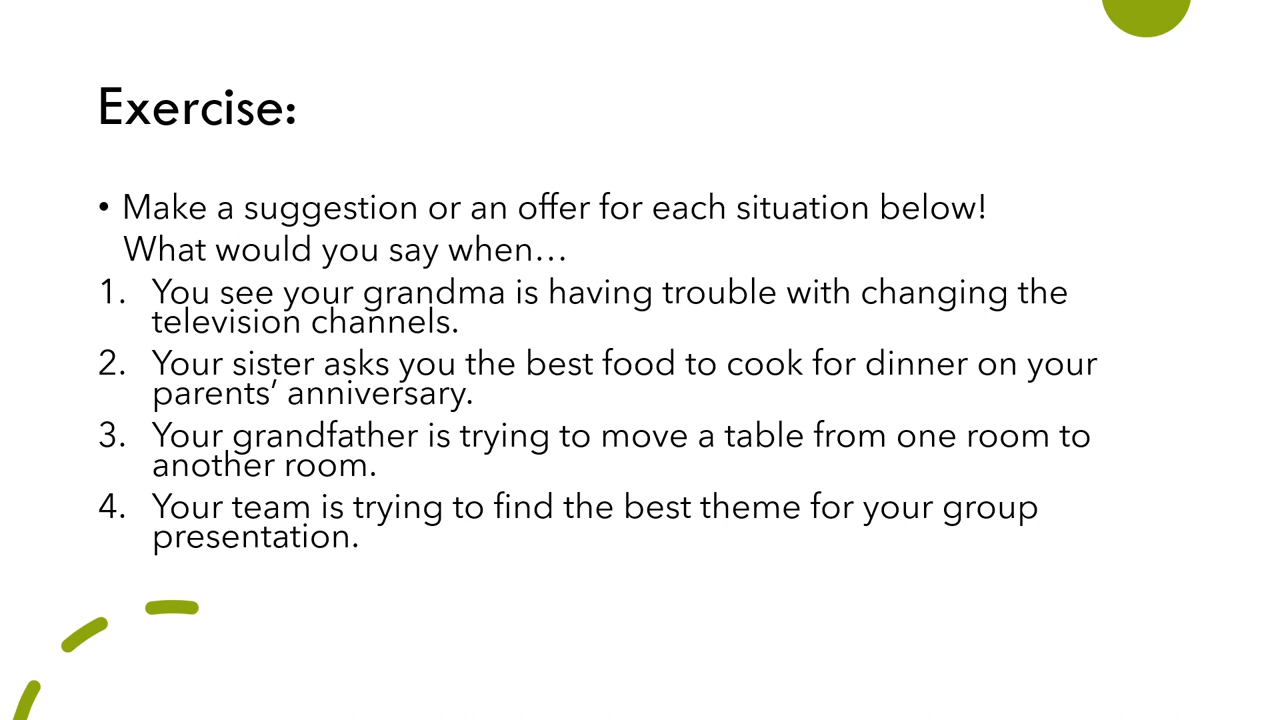 Exercise:
• Make a suggestion or an offer for each situation below!
What would you say when…
1. You see your grandma is having trouble with changing the
television channels.
2. Your sister asks you the best food to cook for dinner on your
parents’ anniversary.
3. Your grandfather is trying to move a table from one room to
another room.
4. Your team is trying to find the best theme for your group
presentation.